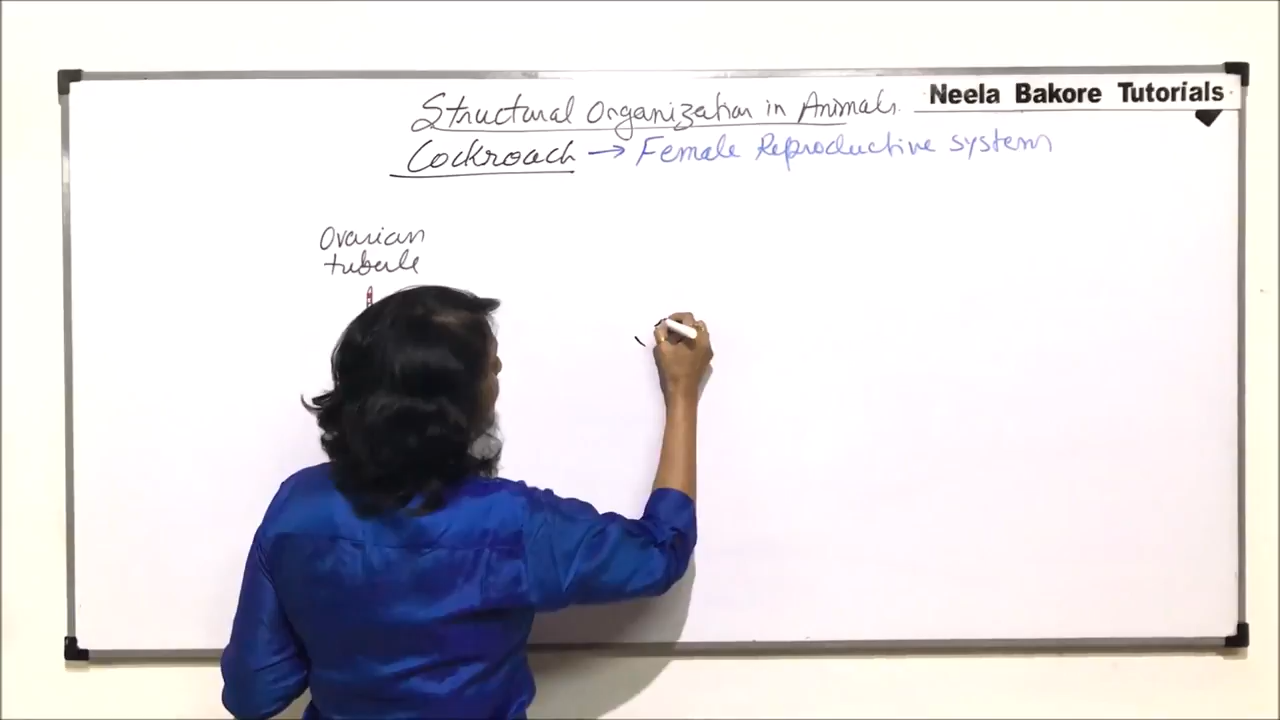 Neela Bakore Tutorials
Structural Organization in Animals
Cockroach → Female Reproductive system
Ovarian
tubule